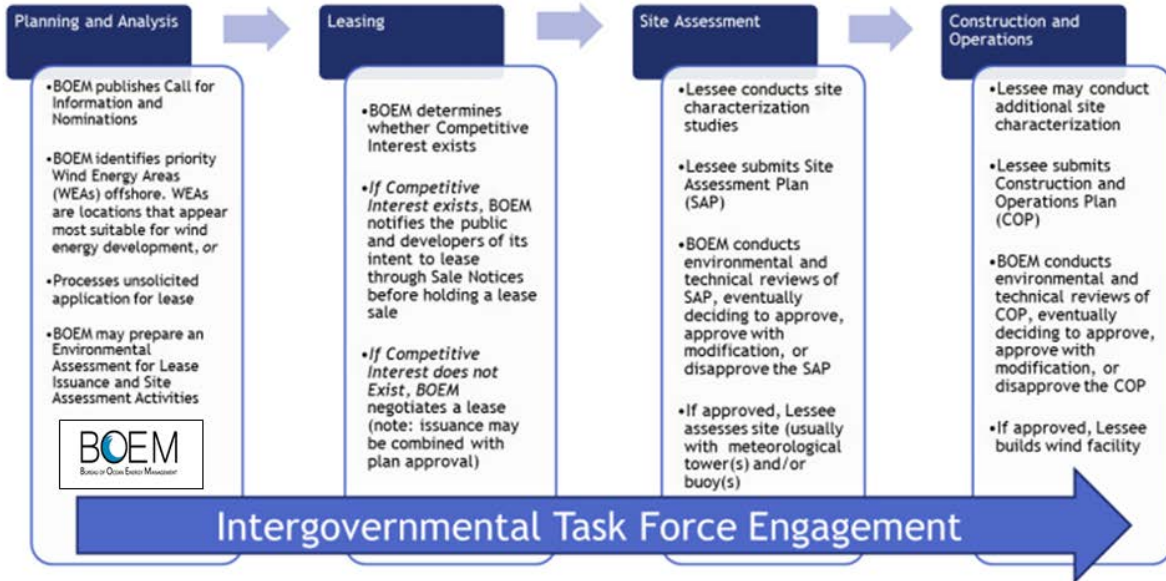 Planning and Analysis
•BOEM publishes Call for
Information and
Nominations
•BOEM identifies priority
Wind Energy Areas
(WEAs) offshore. WEAs
are locations that appear
most suitable for wind
energy development, or
•Processes unsolicited
application for lease
•BOEM may prepare an
Environmental
Assessment for Lease
Issuance and Site
Assessment Activities
BOEM
BUREAU OF OCEAN ENERGY MANAGEMENT
Leasing
•BOEM determines
whether Competitive
Interest exists
•If Competitive
Interest exists, BOEM
notifies the public
and developers of its
intent to lease
through Sale Notices
before holding a lease
sale
•If Competitive
Interest does not
Exist, BOEM
negotiates a lease
(note: issuance may
be combined with
plan approval)
Site Assessment
•Lessee conducts site
characterization
studies
•Lessee submits Site
Assessment Plan
(SAP)
•BOEM conducts
environmental and
technical reviews of
SAP, eventually
deciding to approve,
approve with
modification, or
disapprove the SAP
•If approved, Lessee
assesses site (usually
with meteorological
tower(s) and/or
buoy(s)
Construction and
Operations
•Lessee may conduct
additional site
characterization
•Lessee submits
Construction and
Operations Plan
(COP)
•BOEM conducts
environmental and
technical reviews of
COP, eventually
deciding to approve,
approve with
modification, or
disapprove the COP
•If approved, Lessee
builds wind facility
Intergovernmental Task Force Engagement